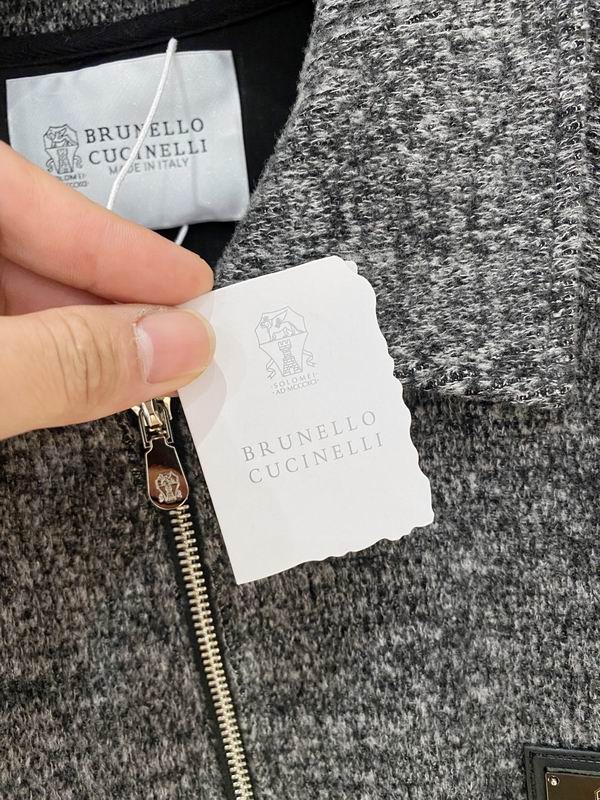 BRUNELLO
CUCINELLI
MADE IN ITALY
·SOLOMEI·
·AD MCCCXCI·
BRUNELLO
CUCINELLI